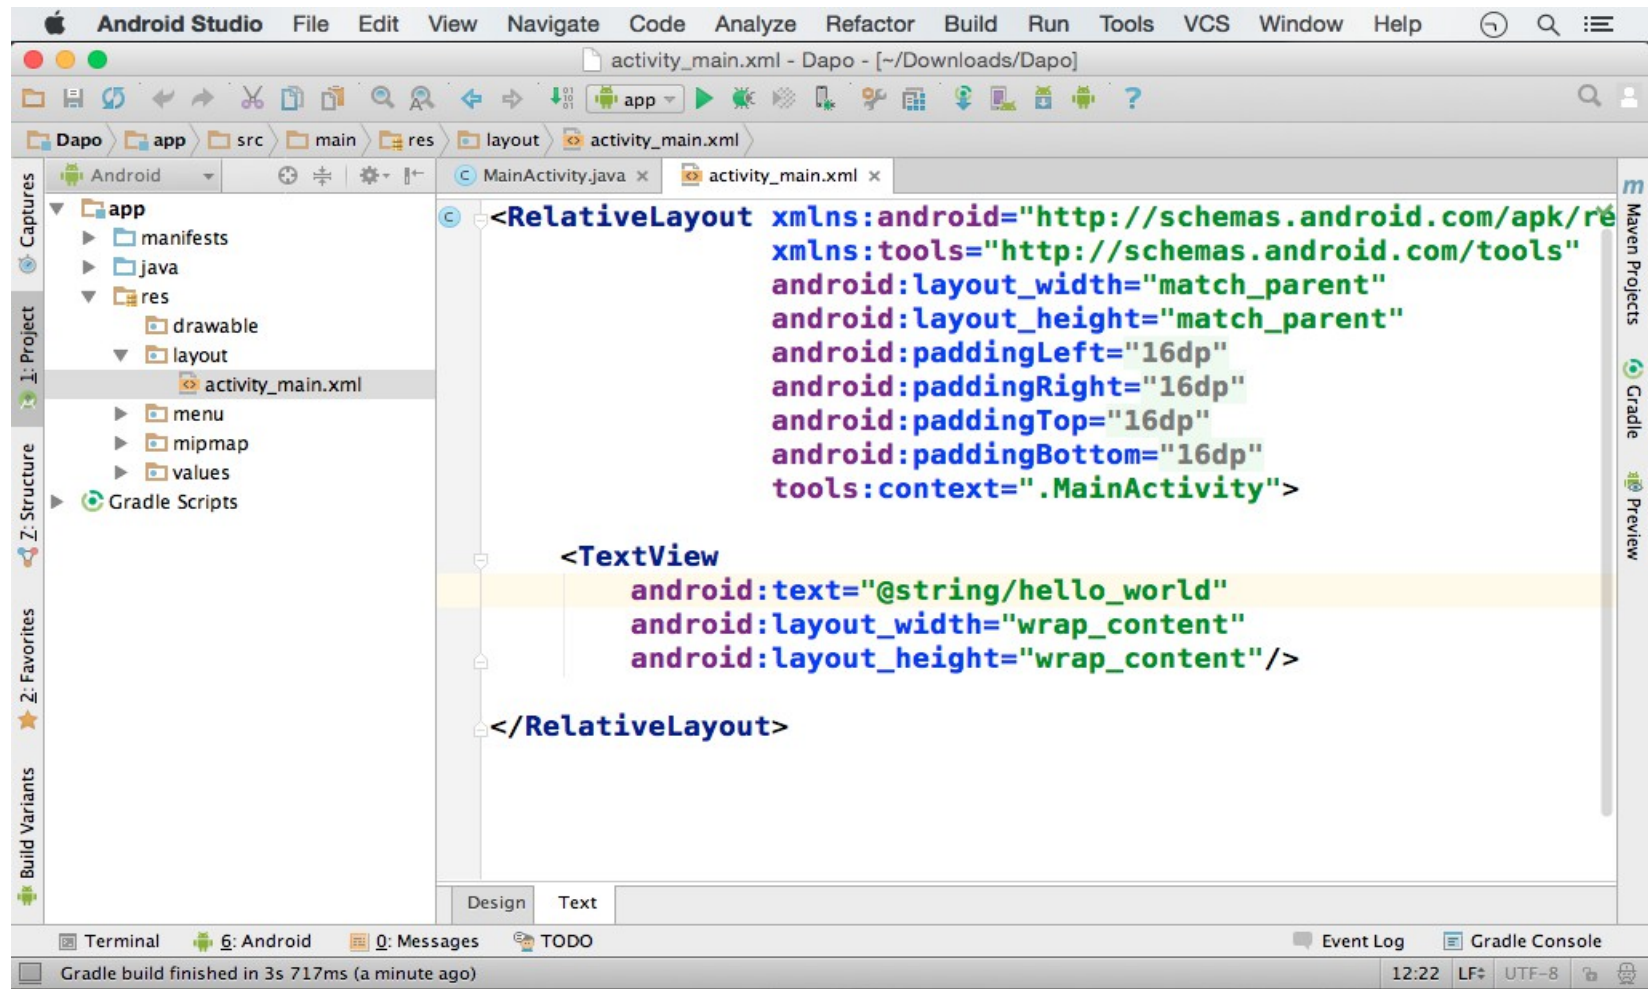 Android Studio File Edit View Navigate Code Analyze Refactor Build Run Tools VCS Window Help
activity_main.xml - Dapo - [~/Downloads/Dapo]
app
Dapo app src main res layout activity_main.xml
Captures
1: Project
Z: Structure
2: Favorites
Build Variants
Android
app
manifests
java
res
drawable
layout
activity_main.xml
menu
mipmap
values
Gradle Scripts
MainActivity.java activity_main.xml
<RelativeLayout xmlns:android="http://schemas.android.com/apk/re
xmlns:tools="http://schemas.android.com/tools"
android:layout_width="match_parent"
android:layout_height="match_parent"
android:paddingLeft="16dp"
android:paddingRight="16dp"
android:paddingTop="16dp"
android:paddingBottom="16dp"
tools:context=".MainActivity">
<TextView
android:text="@string/hello_world"
android:layout_width="wrap_content"
android:layout_height="wrap_content"/>
</RelativeLayout>
Design Text
Maven Projects
Gradle
Preview
Terminal 6: Android 0: Messages TODO Event Log Gradle Console
Gradle build finished in 3s 717ms (a minute ago) 12:22 LF UTF-8